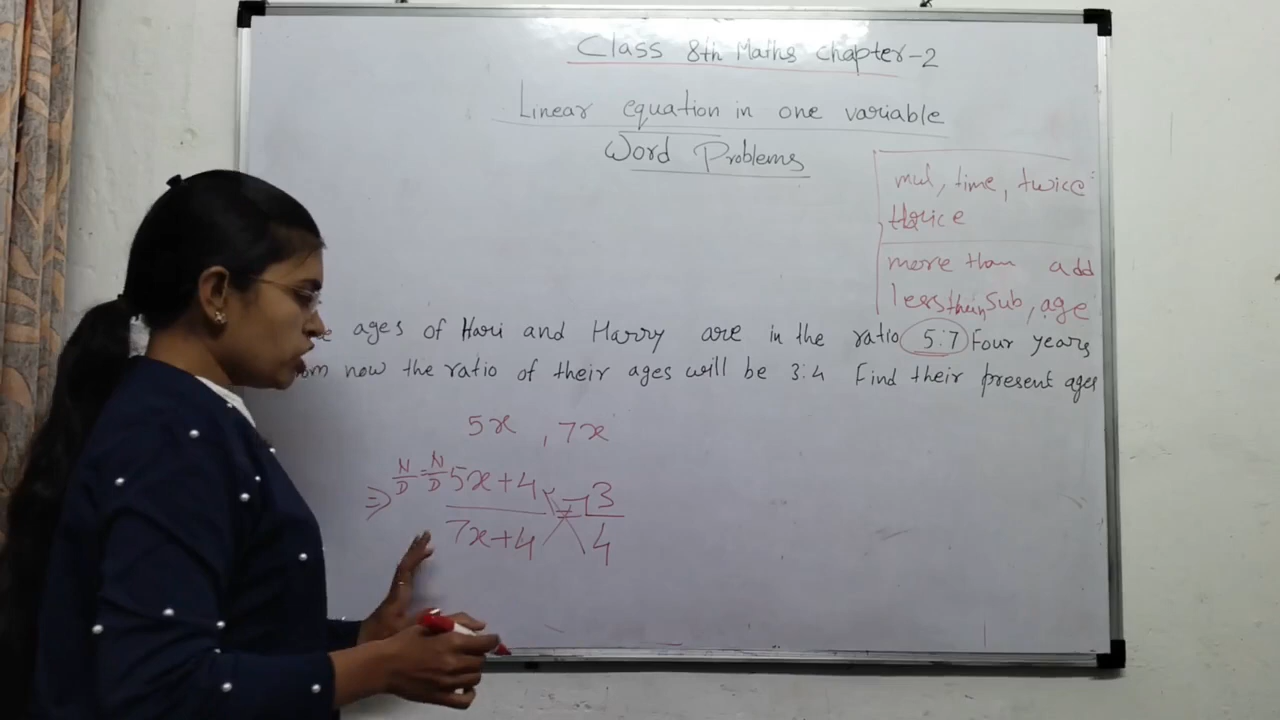 Class 8th Maths Chapter-2
Linear equation in one variable
Word Problems
mul, time, twice
thrice
more than add
less then sub, age
ages of Hari and Harry are in the ratio 5:7 Four years
now the ratio of their ages will be 3:4 Find their present ages
5x , 7x
⇒ N/D = N/D 5x+4 / 7x+4 = 3/4